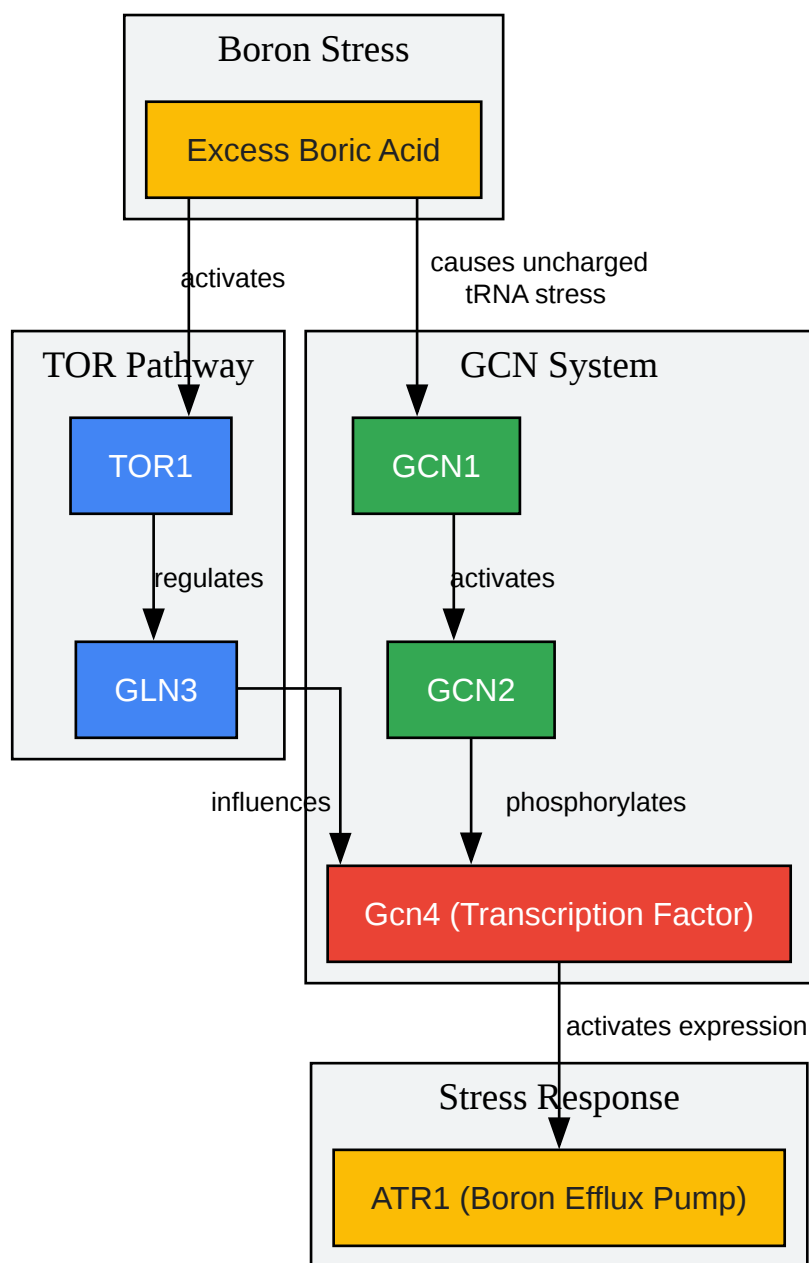 Boron Stress
Excess Boric Acid
activates
causes uncharged
tRNA stress
TOR Pathway
GCN System
TOR1
GCN1
regulates
activates
GLN3
GCN2
influences
phosphorylates
Gcn4 (Transcription Factor)
activates expression
Stress Response
ATR1 (Boron Efflux Pump)